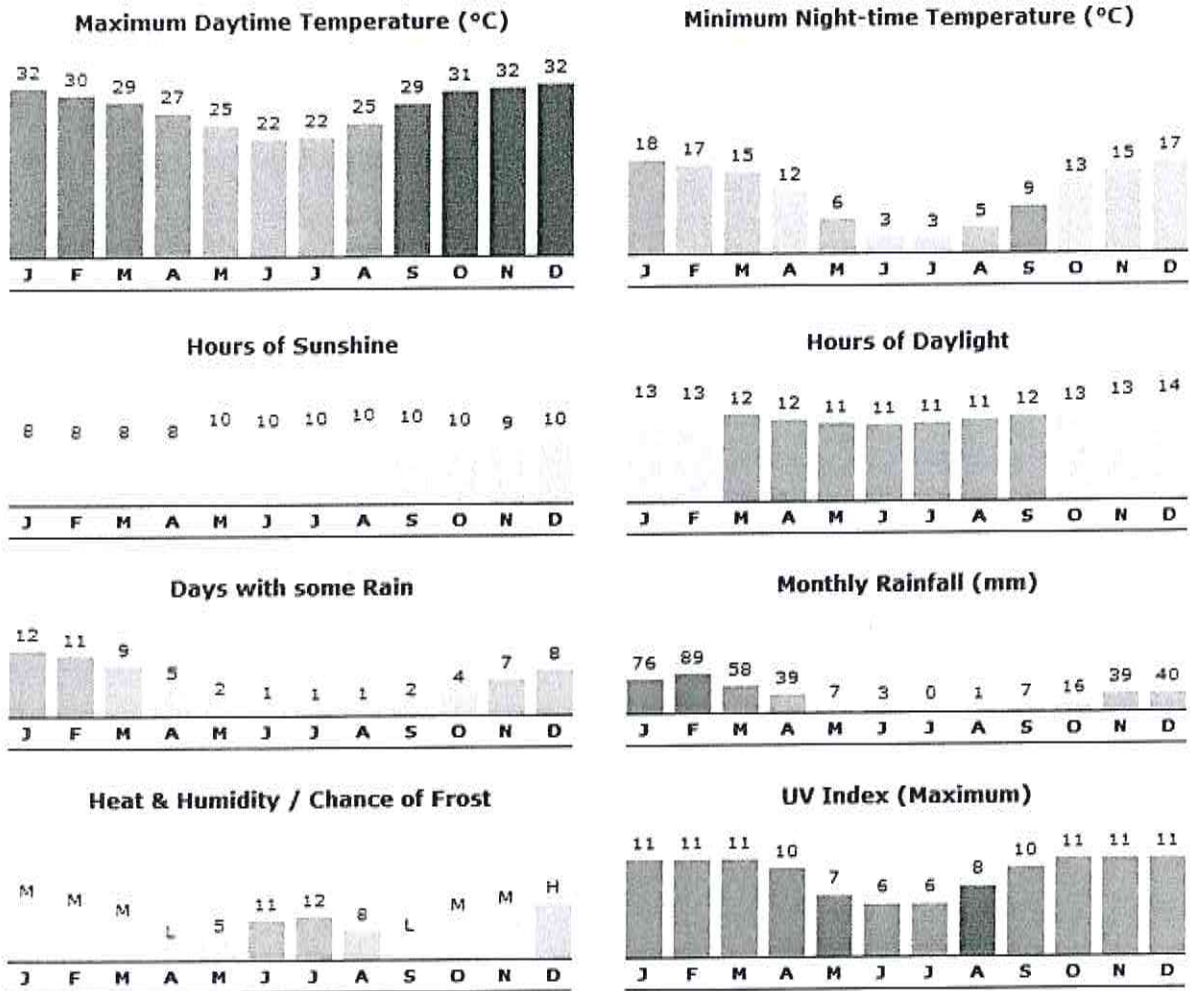 Maximum Daytime Temperature (°C)
32 30 29 27 25 22 22 25 29 31 32 32
J F M A M J J A S O N D
Minimum Night-time Temperature (°C)
18 17 15 12 6 3 3 5 9 13 15 17
J F M A M J J A S O N D
Hours of Sunshine
8 8 8 8 10 10 10 10 10 10 9 10
J F M A M J J A S O N D
Hours of Daylight
13 13 12 12 11 11 11 11 12 13 13 14
J F M A M J J A S O N D
Days with some Rain
12 11 9 5 2 1 1 1 2 4 7 8
J F M A M J J A S O N D
Monthly Rainfall (mm)
76 89 58 39 7 3 0 1 7 16 39 40
J F M A M J J A S O N D
Heat & Humidity / Chance of Frost
M M M L 5 11 12 8 L M M H
J F M A M J J A S O N D
UV Index (Maximum)
11 11 11 10 7 6 6 8 10 11 11 11
J F M A M J J A S O N D